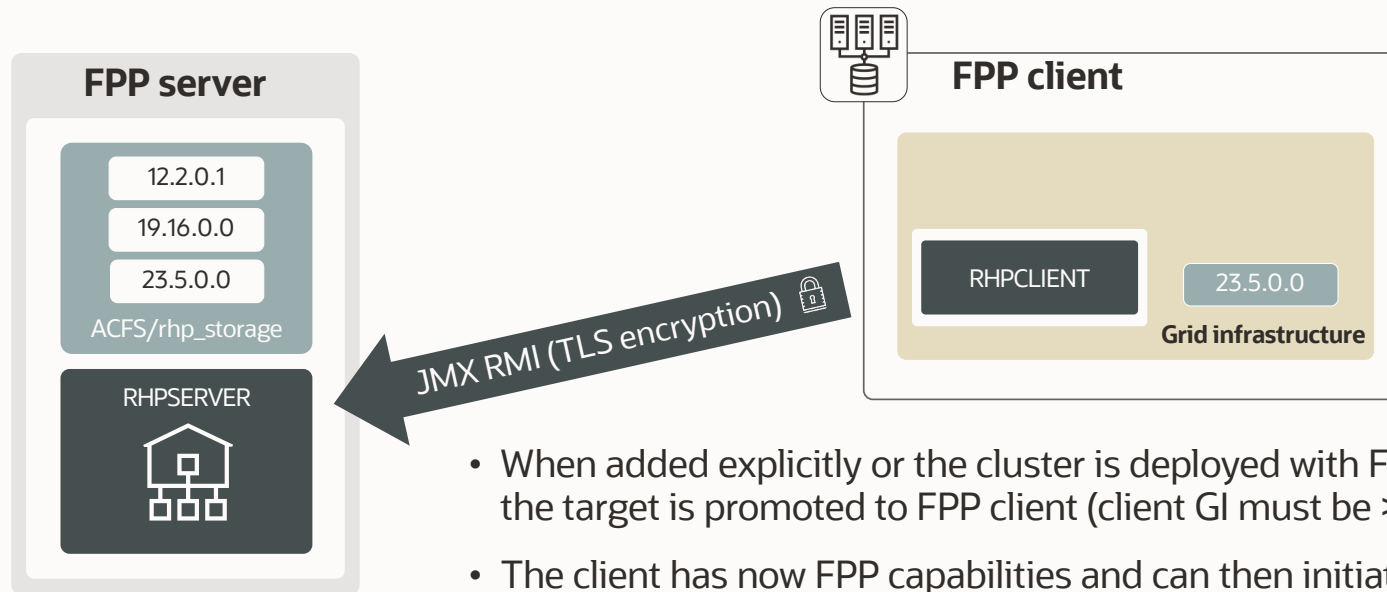 FPP server
12.2.0.1
19.16.0.0
23.5.0.0
ACFS/rhp_storage
RHPSERVER
JMX RMI (TLS encryption)
FPP client
RHPCLIENT
23.5.0.0
Grid infrastructure
• When added explicitly or the cluster is deployed with
the target is promoted to FPP client (client GI must be
• The client has now FPP capabilities and can then